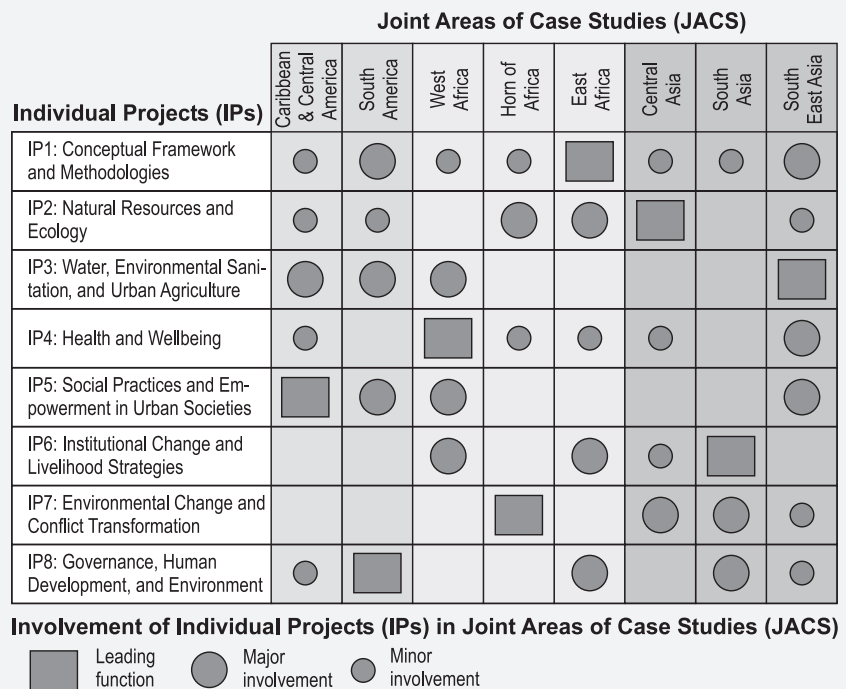 Joint Areas of Case Studies (JACS)
Individual Projects (IPs)
Caribbean
& Central
America
South
America
West
Africa
Horn of
Africa
East
Africa
Central
Asia
South
Asia
South
East Asia
IP1: Conceptual Framework
and Methodologies
IP2: Natural Resources and
Ecology
IP3: Water, Environmental Sani-
tation, and Urban Agriculture
IP4: Health and Wellbeing
IP5: Social Practices and Em-
powerment in Urban Societies
IP6: Institutional Change and
Livelihood Strategies
IP7: Environmental Change and
Conflict Transformation
IP8: Governance, Human
Development, and Environment
Involvement of Individual Projects (IPs) in Joint Areas of Case Studies (JACS)
Leading
function
Major
involvement
Minor
involvement